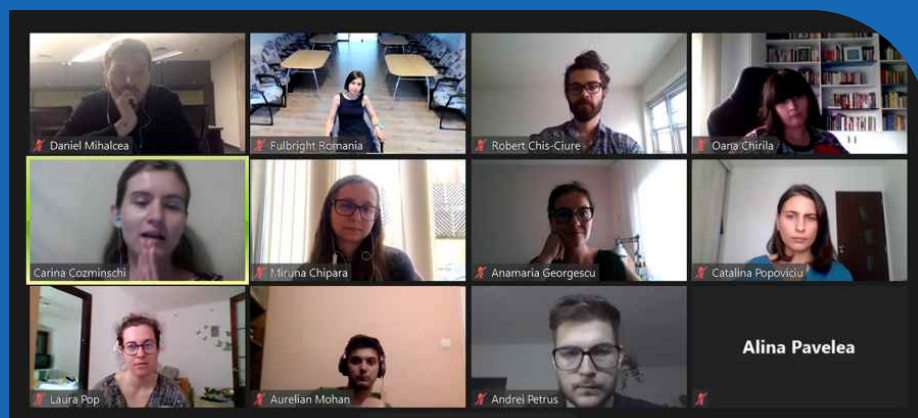 Daniel Mihalcea
Fulbright Romania
Robert Chis-Ciure
Oana Chirila
Carina Cozminschi
Miruna Chipara
Anamaria Georgescu
Catalina Popoviciu
Laura Pop
Aurelian Mohan
Andrei Petrus
Alina Pavelea